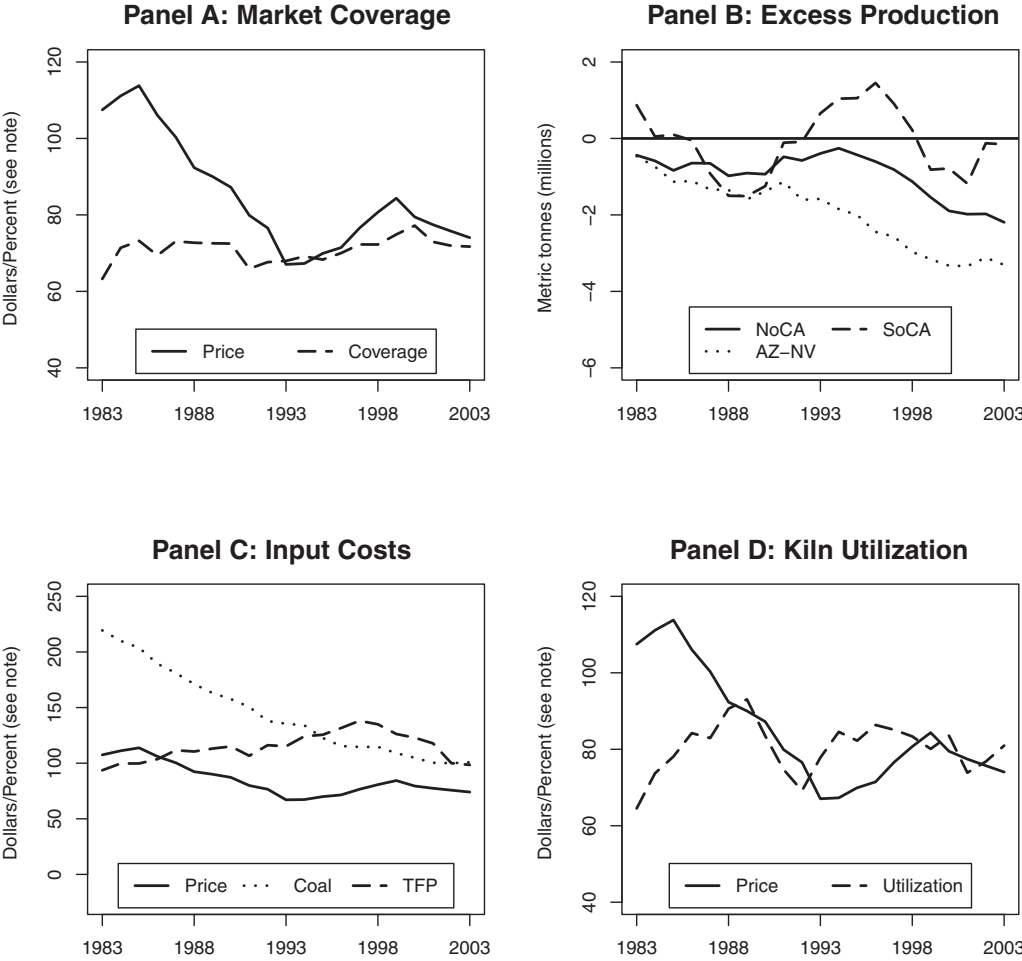 Panel A: Market Coverage
Dollars/Percent (see note)
120
100
80
60
40
Price
Coverage
1983
1988
1993
1998
2003
Panel B: Excess Production
Metric tonnes (millions)
2
0
−2
−4
−6
NoCA
SoCA
AZ−NV
1983
1988
1993
1998
2003
Panel C: Input Costs
Dollars/Percent (see note)
250
200
150
100
50
0
Price
Coal
TFP
1983
1988
1993
1998
2003
Panel D: Kiln Utilization
Dollars/Percent (see note)
120
100
80
60
40
Price
Utilization
1983
1988
1993
1998
2003